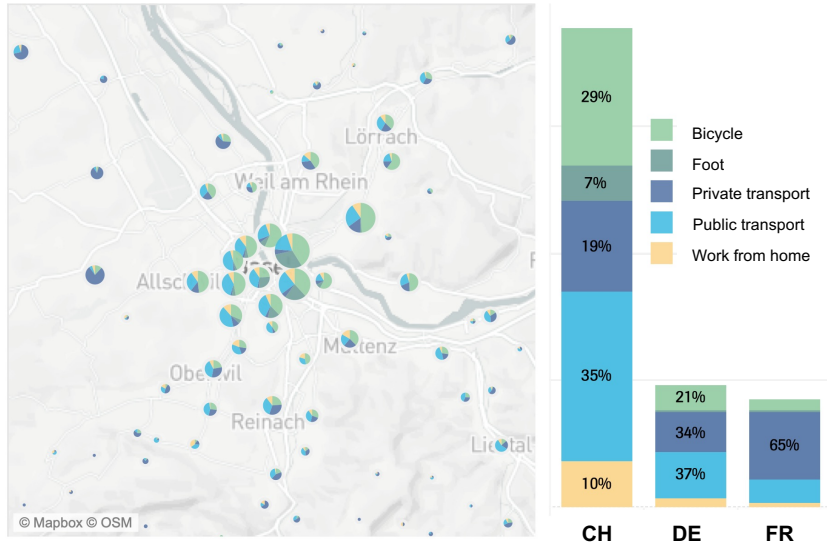 Lörrach
Weil am Rhein
Allschwil
Muttenz
Oberwil
Reinach
Liestal
© Mapbox © OSM
29%
7%
19%
35%
10%
21%
34%
37%
65%
CH
DE
FR
Bicycle
Foot
Private transport
Public transport
Work from home